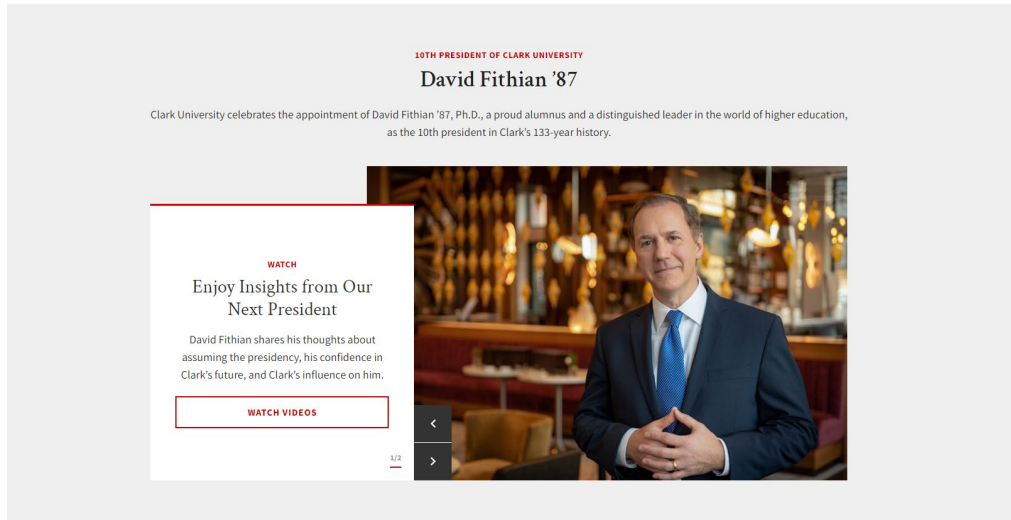 10TH PRESIDENT OF CLARK UNIVERSITY
David Fithian ’87
Clark University celebrates the appointment of David Fithian ’87, Ph.D., a proud alumnus and a distinguished leader in the world of higher education,
as the 10th president in Clark’s 133-year history.
WATCH
Enjoy Insights from Our
Next President
David Fithian shares his thoughts about
assuming the presidency, his confidence in
Clark’s future, and Clark’s influence on him.
WATCH VIDEOS
1/2